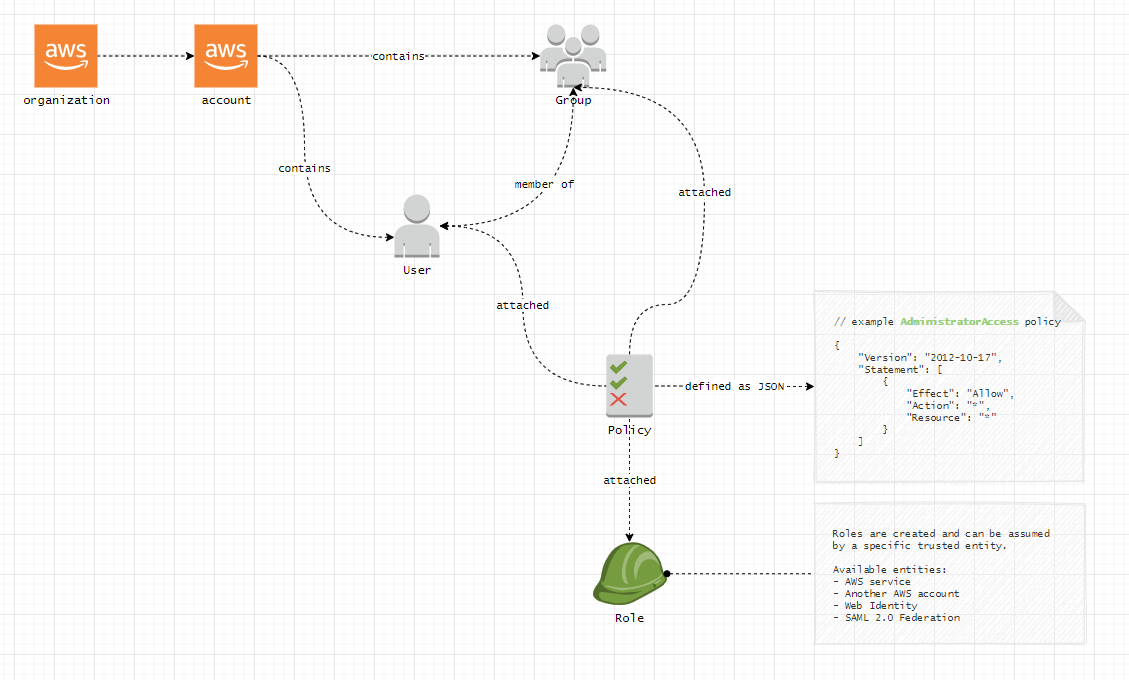 aws
aws
organization
account
contains
Group
contains
member of
attached
User
attached
// example AdministratorAccess policy
{
"Version": "2012-10-17",
"Statement": [
{
"Effect": "Allow",
"Action": "*",
"Resource": "*"
}
]
}
defined as JSON
Policy
attached
Roles are created and can be assumed
by a specific trusted entity.
Available entities:
- AWS service
- Another AWS account
- Web Identity
- SAML 2.0 Federation
Role